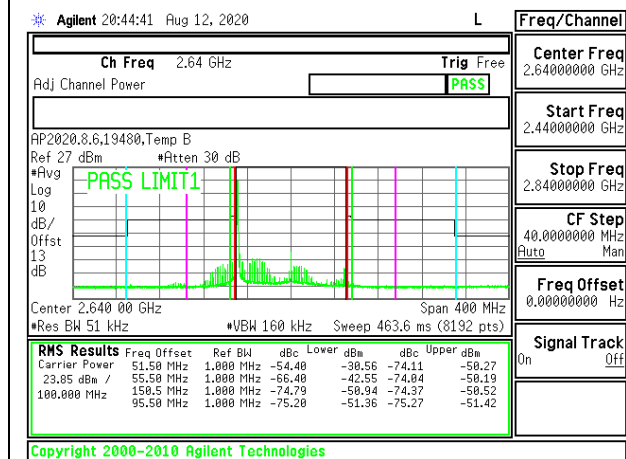 Agilent 20:44:41 Aug 12, 2020 L
Freq/Channel
Ch Freq 2.64 GHz Trig Free
Adj Channel Power PASS
Center Freq
2.64000000 GHz
Start Freq
2.44000000 GHz
AP2020.8.6,19480,Temp B
Ref 27 dBm #Atten 30 dB
#Avg
Log
10
dB/
Offst
13
dB
PASS LIMIT1
Stop Freq
2.84000000 GHz
CF Step
40.0000000 MHz
Auto Man
Freq Offset
0.00000000 Hz
Center 2.640 00 GHz Span 400 MHz
#Res BW 51 kHz #VBW 160 kHz Sweep 463.6 ms (8192 pts)
Signal Track
On Off
RMS Results Freq Offset Ref BW dBc Lower dBm dBc Upper dBm
Carrier Power 51.50 MHz 1.000 MHz -54.40 -30.56 -74.11 -50.27
23.85 dBm / 55.50 MHz 1.000 MHz -66.40 -42.55 -74.04 -50.19
100.000 MHz 150.5 MHz 1.000 MHz -74.79 -50.94 -74.37 -50.52
95.50 MHz 1.000 MHz -75.20 -51.36 -75.27 -51.42
Copyright 2000-2010 Agilent Technologies